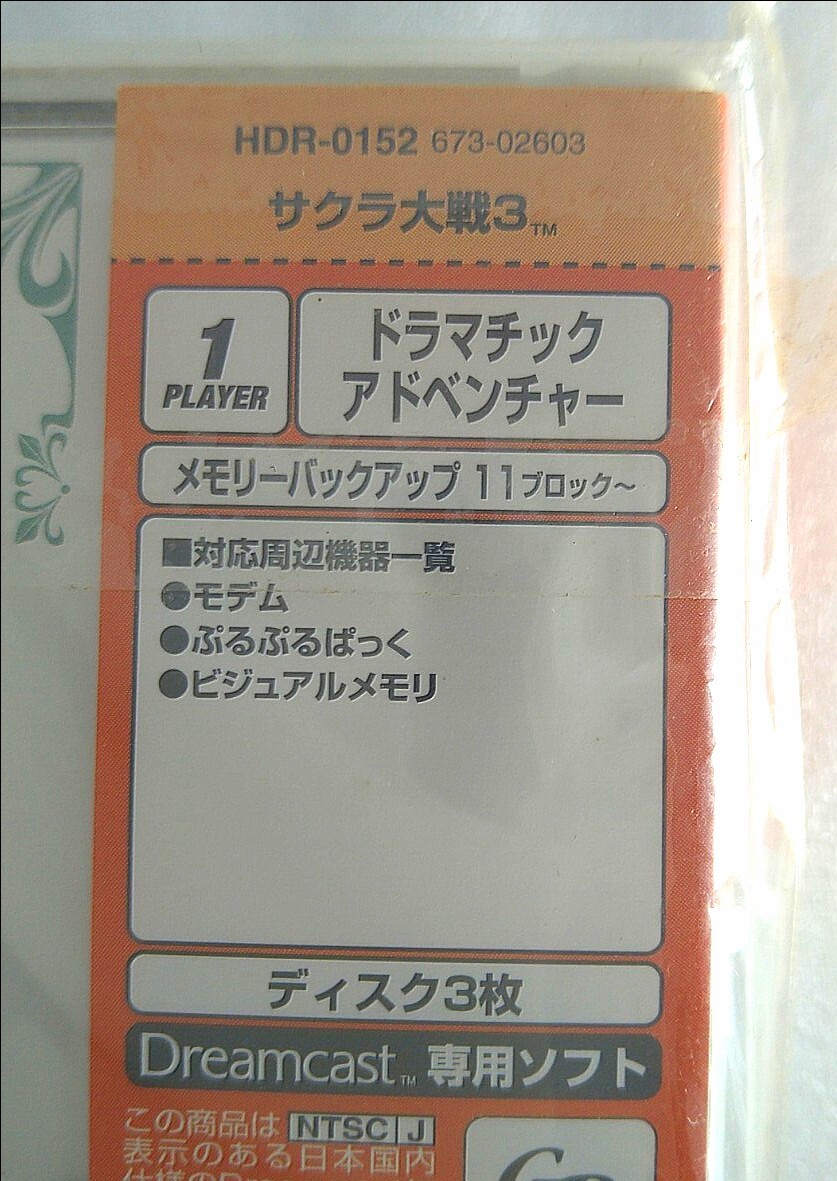 HDR-0152 673-02603
サクラ大戦3™
1
PLAYER
ドラマチック
アドベンチャー
メモリーバックアップ 11ブロック～
■対応周辺機器一覧
●モデム
●ぷるぷるぱっく
●ビジュアルメモリ
ディスク3枚
Dreamcast™ 専用ソフト
この商品は NTSC J
表示のある日本国内
仕様の